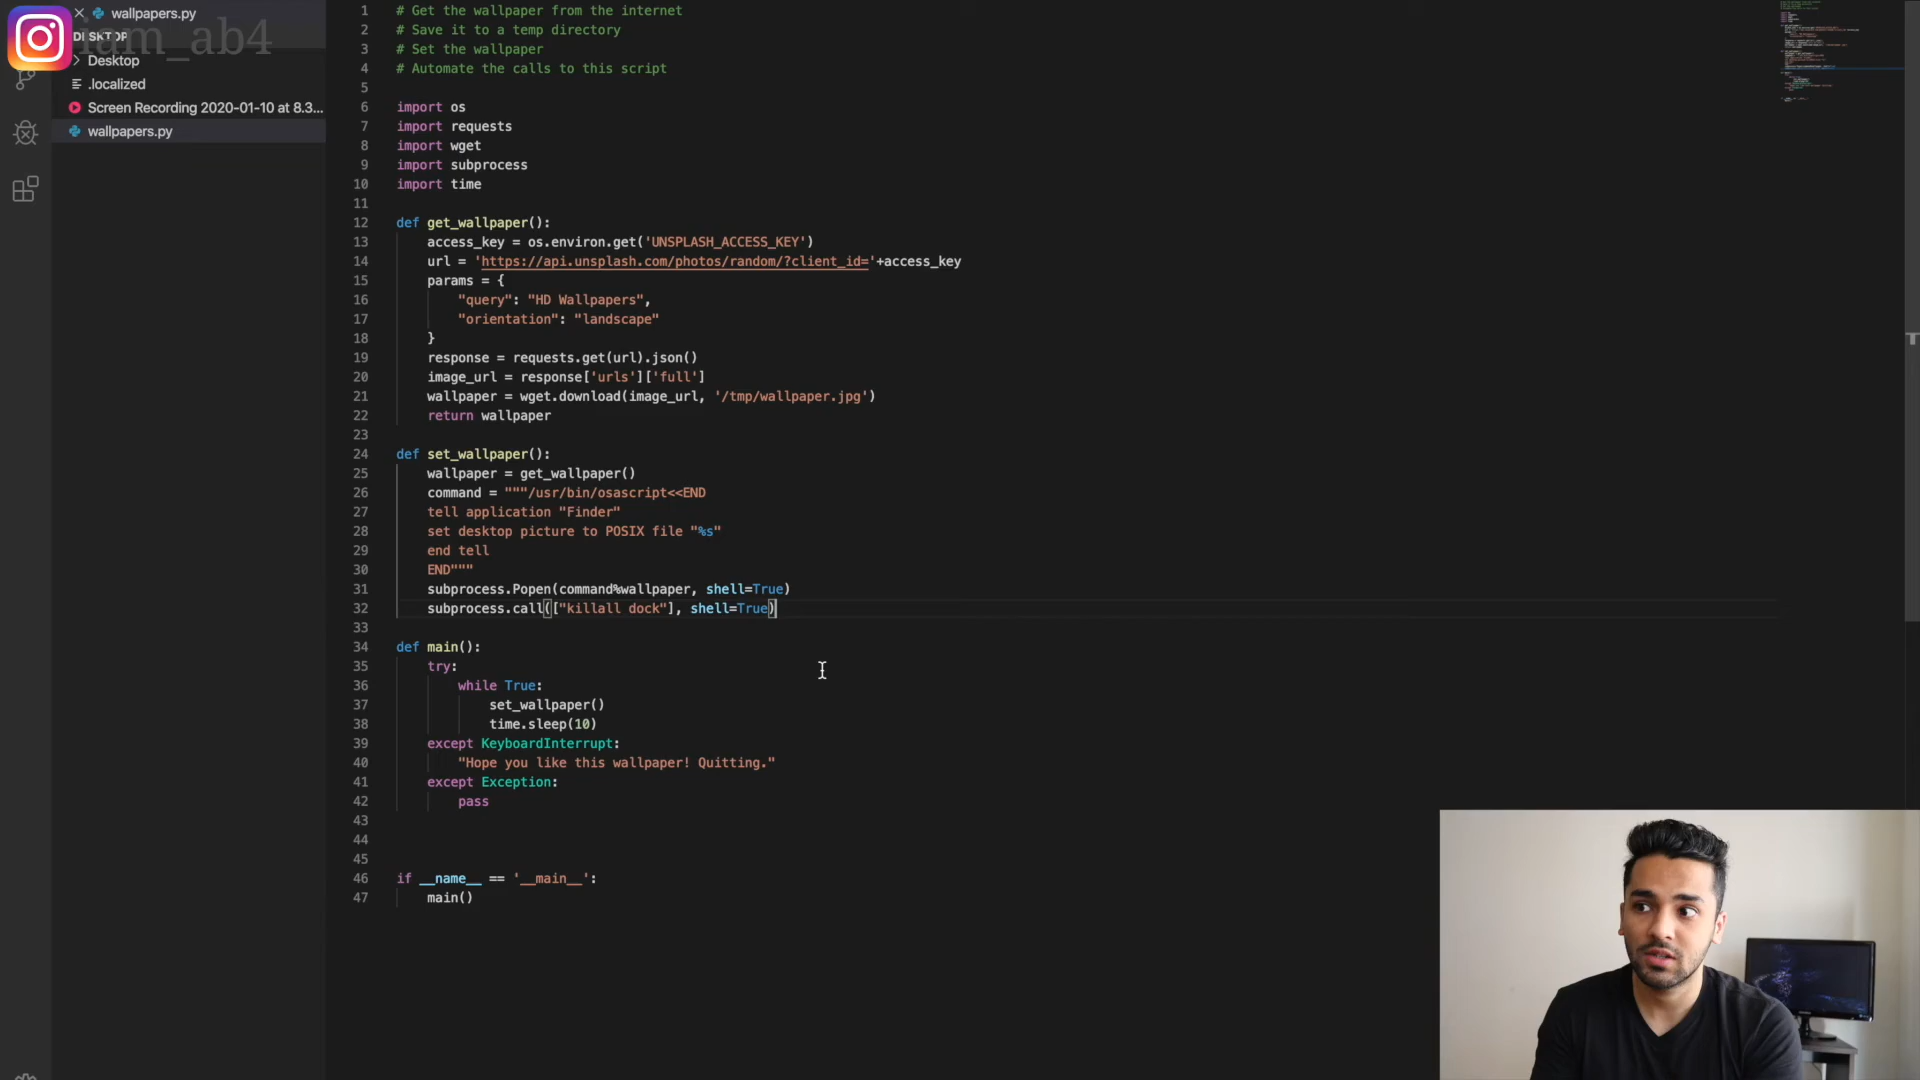 wallpapers.py
iam_ab4
DESKTOP
Desktop
.localized
Screen Recording 2020-01-10 at 8.3...
wallpapers.py
1 # Get the wallpaper from the internet
2 # Save it to a temp directory
3 # Set the wallpaper
4 # Automate the calls to this script
5
6 import os
7 import requests
8 import wget
9 import subprocess
10 import time
11
12 def get_wallpaper():
13 access_key = os.environ.get('UNSPLASH_ACCESS_KEY')
14 url = 'https://api.unsplash.com/photos/random/?client_id='+access_key
15 params = {
16 "query": "HD Wallpapers",
17 "orientation": "landscape"
18 }
19 response = requests.get(url).json()
20 image_url = response['urls']['full']
21 wallpaper = wget.download(image_url, '/tmp/wallpaper.jpg')
22 return wallpaper
23
24 def set_wallpaper():
25 wallpaper = get_wallpaper()
26 command = """/usr/bin/osascript<<END
27 tell application "Finder"
28 set desktop picture to POSIX file "%s"
29 end tell
30 END"""
31 subprocess.Popen(command%wallpaper, shell=True)
32 subprocess.call(["killall dock"], shell=True)
33
34 def main():
35 try:
36 while True:
37 set_wallpaper()
38 time.sleep(10)
39 except KeyboardInterrupt:
40 "Hope you like this wallpaper! Quitting."
41 except Exception:
42 pass
43
44
45
46 if __name__ == '__main__':
47 main()